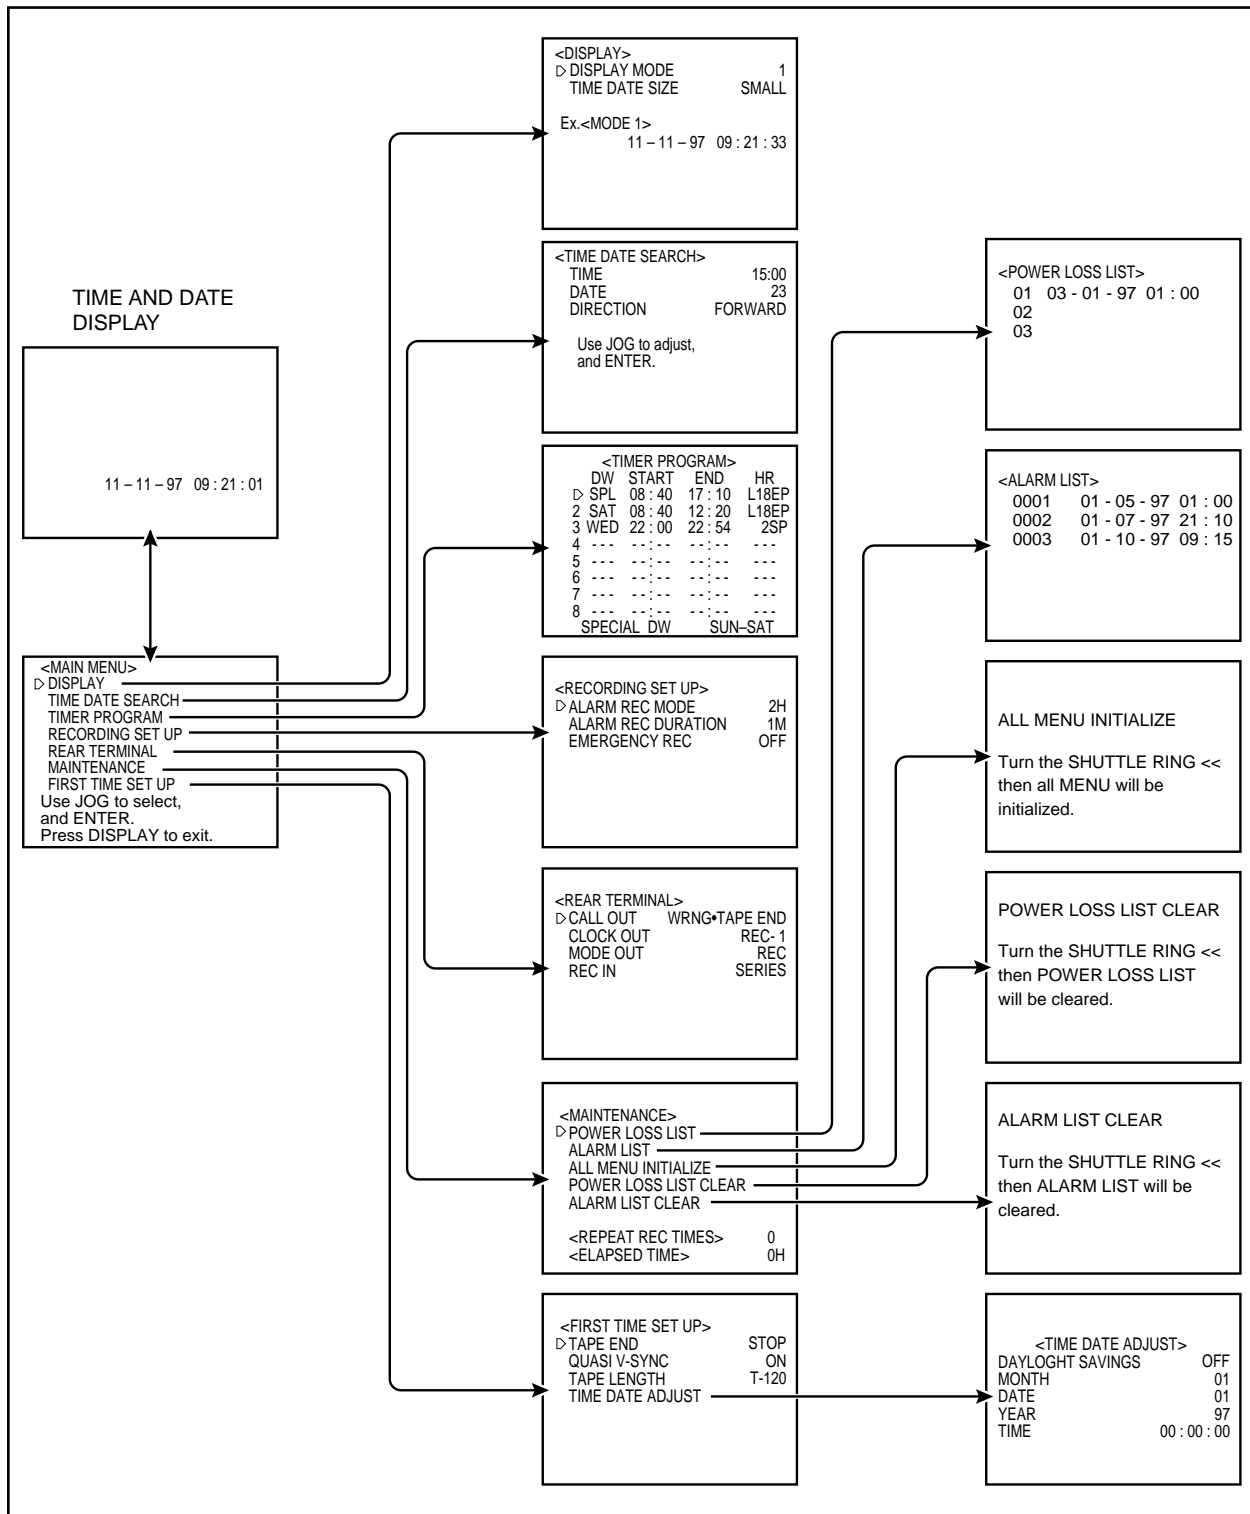 TIME AND DATE
DISPLAY
11 – 11 – 97 09 : 21 : 01
<MAIN MENU>
DISPLAY
TIME DATE SEARCH
TIMER PROGRAM
RECORDING SET UP
REAR TERMINAL
MAINTENANCE
FIRST TIME SET UP
Use JOG to select,
and ENTER.
Press DISPLAY to exit.
<DISPLAY>
DISPLAY MODE 1
TIME DATE SIZE SMALL
Ex.<MODE 1>
11 – 11 – 97 09 : 21 : 33
<TIME DATE SEARCH>
TIME 15:00
DATE 23
DIRECTION FORWARD
Use JOG to adjust,
and ENTER.
<TIMER PROGRAM>
DW START END HR
SPL 08 : 40 17 : 10 L18EP
2 SAT 08 : 40 12 : 20 L18EP
3 WED 22 : 00 22 : 54 2SP
4 - - - - - : - - - - : - - - - -
5 - - - - - : - - - - : - - - - -
6 - - - - - : - - - - : - - - - -
7 - - - - - : - - - - : - - - - -
8 - - - - - : - - - - : - - - - -
SPECIAL DW SUN–SAT
<RECORDING SET UP>
ALARM REC MODE 2H
ALARM REC DURATION 1M
EMERGENCY REC OFF
<REAR TERMINAL>
CALL OUT WRNG•TAPE END
CLOCK OUT REC- 1
MODE OUT REC
REC IN SERIES
<MAINTENANCE>
POWER LOSS LIST
ALARM LIST
ALL MENU INITIALIZE
POWER LOSS LIST CLEAR
ALARM LIST CLEAR
<REPEAT REC TIMES> 0
<ELAPSED TIME> 0H
<FIRST TIME SET UP>
TAPE END STOP
QUASI V-SYNC ON
TAPE LENGTH T-120
TIME DATE ADJUST
<POWER LOSS LIST>
01 03 - 01 - 97 01 : 00
02
03
<ALARM LIST>
0001 01 - 05 - 97 01 : 00
0002 01 - 07 - 97 21 : 10
0003 01 - 10 - 97 09 : 15
ALL MENU INITIALIZE
Turn the SHUTTLE RING <<
then all MENU will be
initialized.
POWER LOSS LIST CLEAR
Turn the SHUTTLE RING <<
then POWER LOSS LIST
will be cleared.
ALARM LIST CLEAR
Turn the SHUTTLE RING <<
then ALARM LIST will be
cleared.
<TIME DATE ADJUST>
DAYLOGHT SAVINGS OFF
MONTH 01
DATE 01
YEAR 97
TIME 00 : 00 : 00